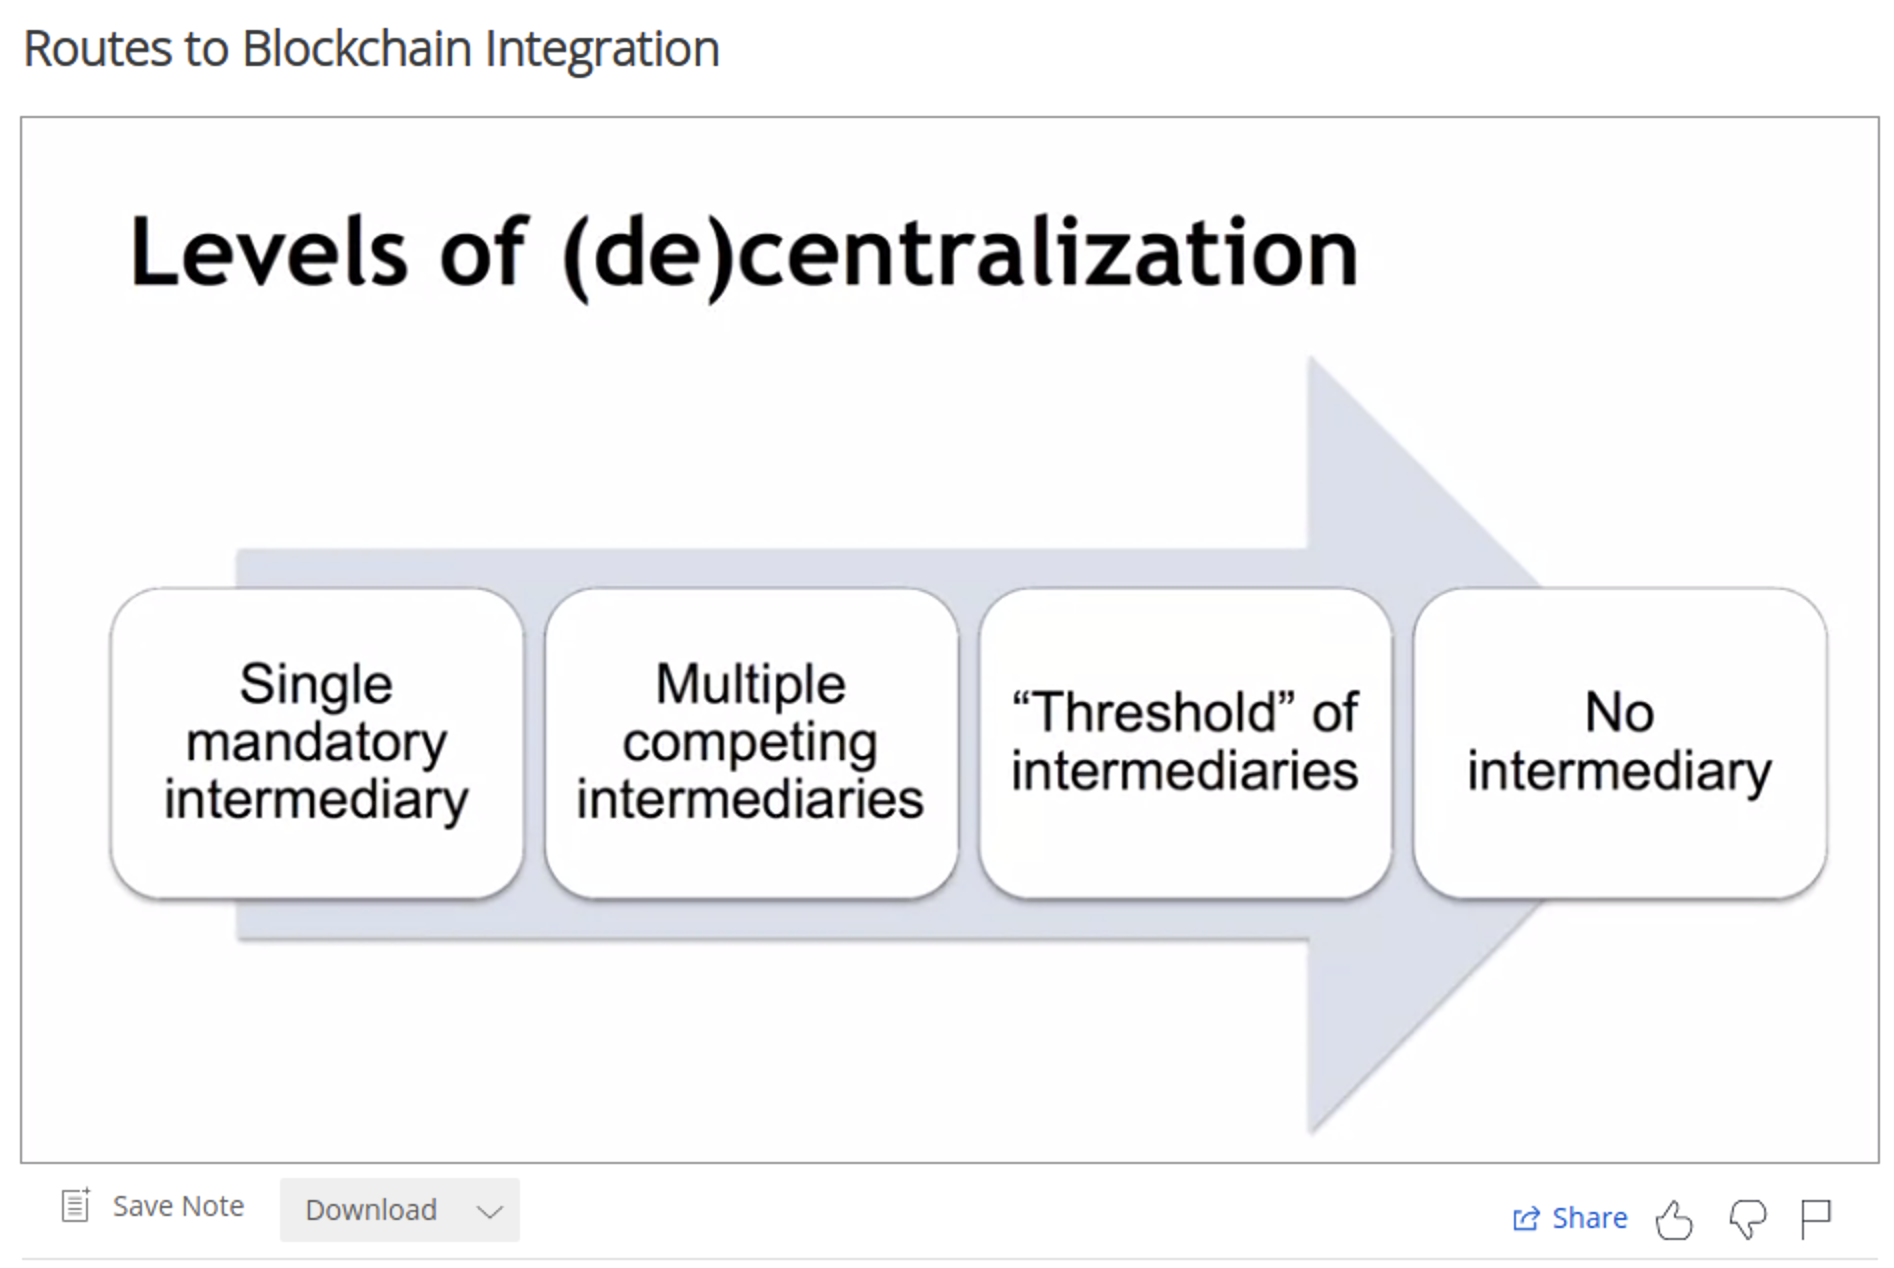 Routes to Blockchain Integration
Levels of (de)centralization
Single
mandatory
intermediary
Multiple
competing
intermediaries
“Threshold” of
intermediaries
No
intermediary
Save Note
Download
Share